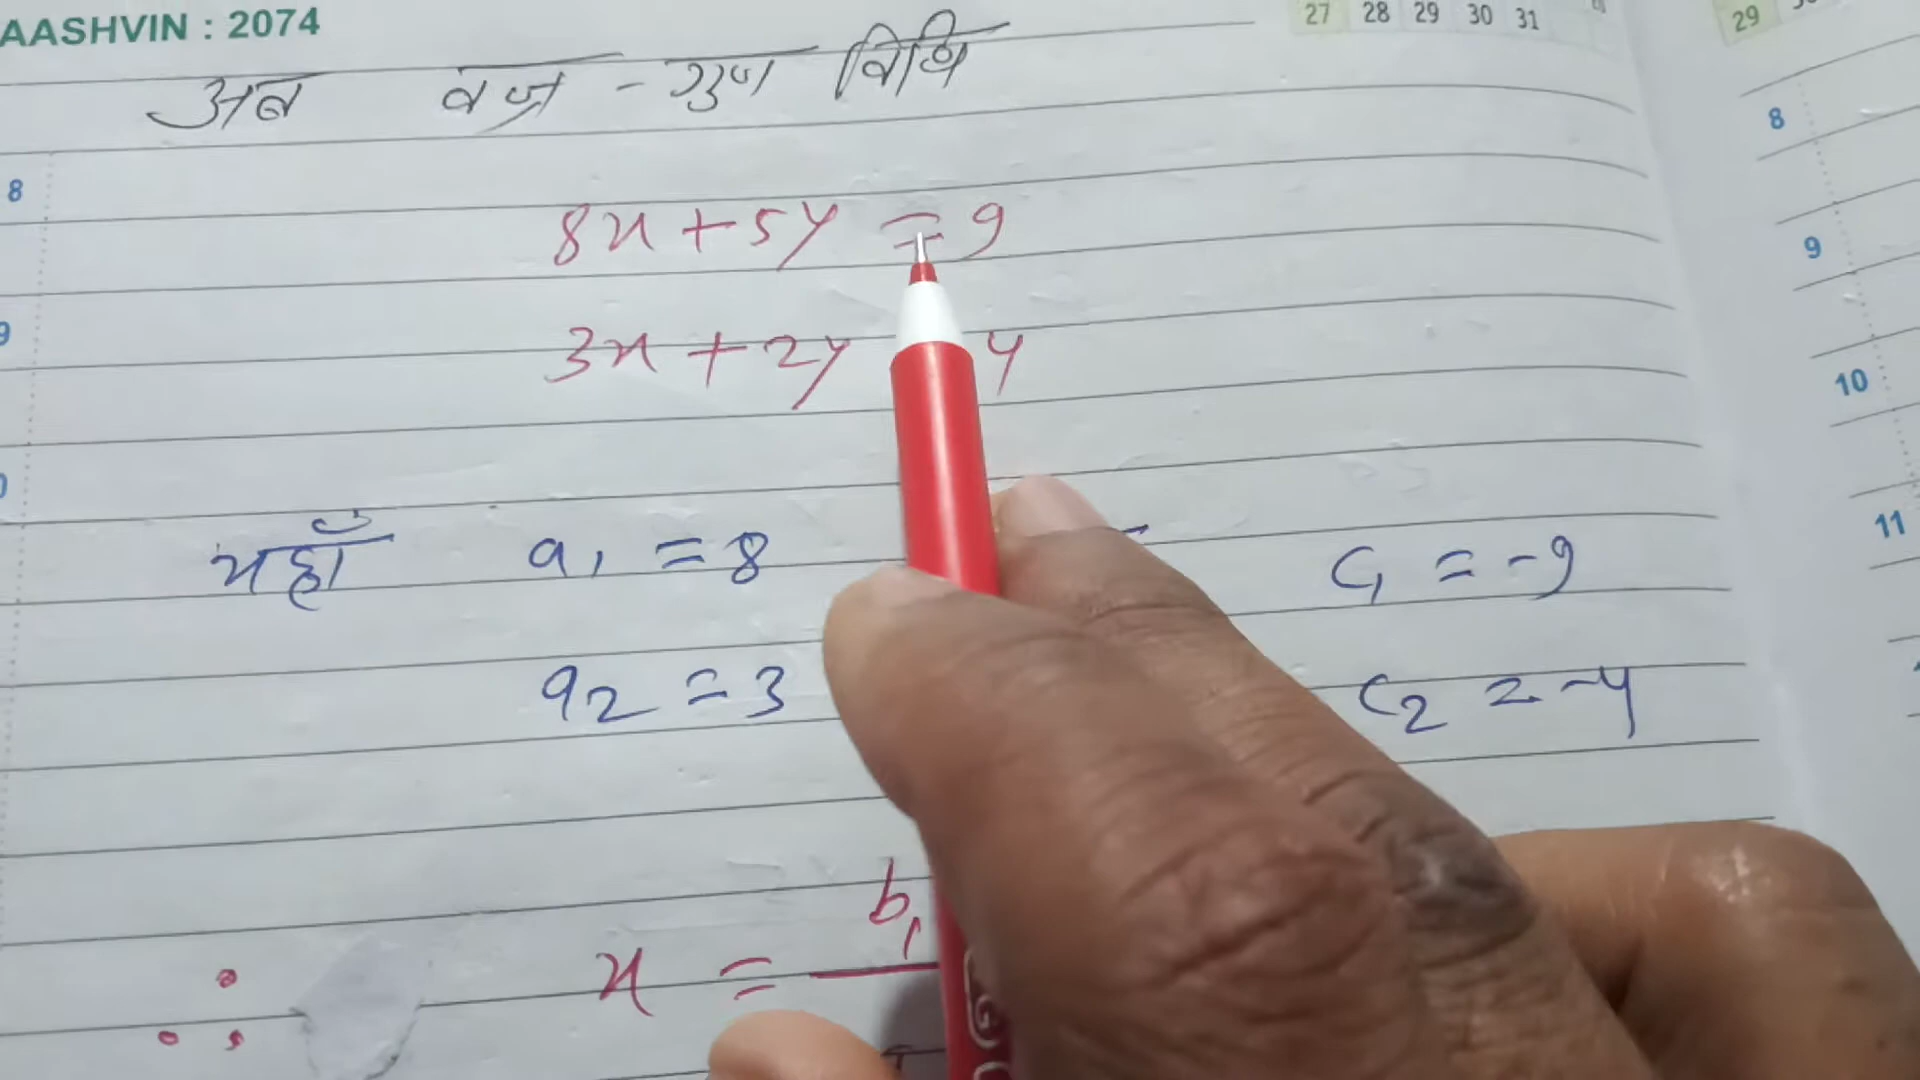 AASHVIN : 2074
27 28 29 30 31
29
अब वज्र - गुण विधि
8
8x + 5y = 9
9
3x + 2y 4
यहाँ a1 = 8 c1 = -9
a2 = 3 c2 = -4
x = b1
8
9
10
11